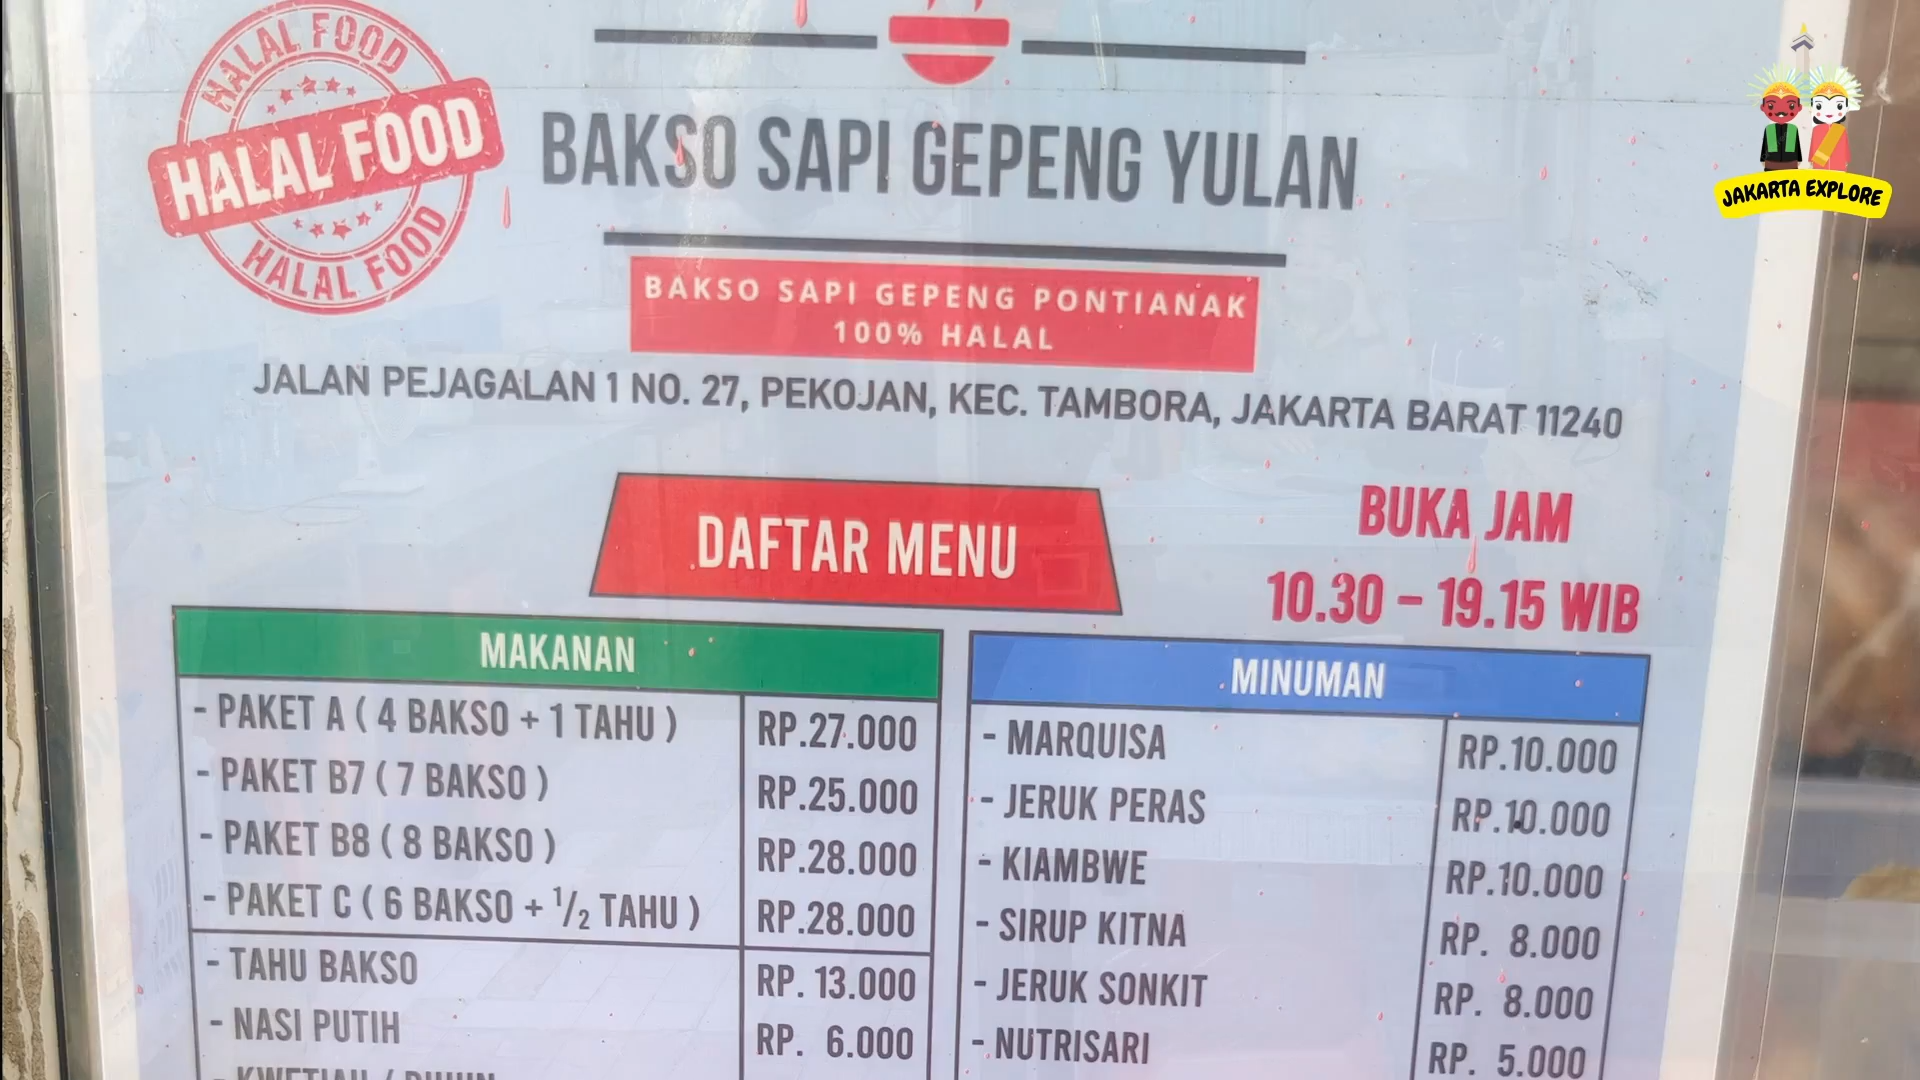 HALAL FOOD
HALAL FOOD
HALAL FOOD
BAKSO SAPI GEPENG YULAN
BAKSO SAPI GEPENG PONTIANAK
100% HALAL
JALAN PEJAGALAN 1 NO. 27, PEKOJAN, KEC. TAMBORA, JAKARTA BARAT 11240
JAKARTA EXPLORE
DAFTAR MENU
BUKA JAM
10.30 - 19.15 WIB
MAKANAN
- PAKET A ( 4 BAKSO + 1 TAHU ) RP.27.000
- PAKET B7 ( 7 BAKSO ) RP.25.000
- PAKET B8 ( 8 BAKSO ) RP.28.000
- PAKET C ( 6 BAKSO + 1/2 TAHU ) RP.28.000
- TAHU BAKSO RP. 13.000
- NASI PUTIH RP. 6.000
MINUMAN
- MARQUISA RP.10.000
- JERUK PERAS RP.10.000
- KIAMBWE RP.10.000
- SIRUP KITNA RP. 8.000
- JERUK SONKIT RP. 8.000
- NUTRISARI RP. 5.000